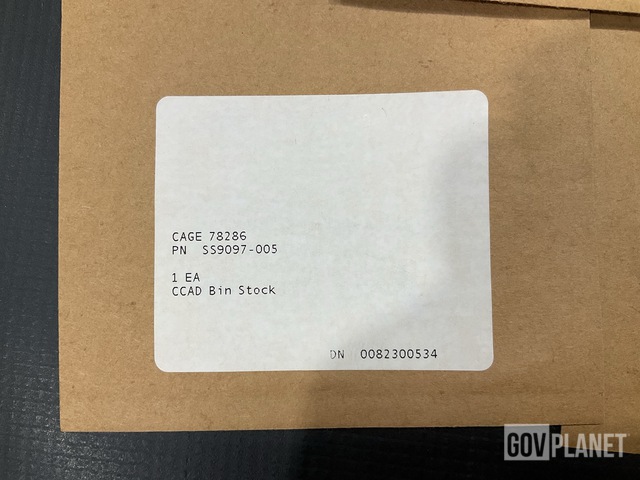 CAGE 78286
PN SS9097-005
1 EA
CCAD Bin Stock
DN 0082300534
GOVPLANET